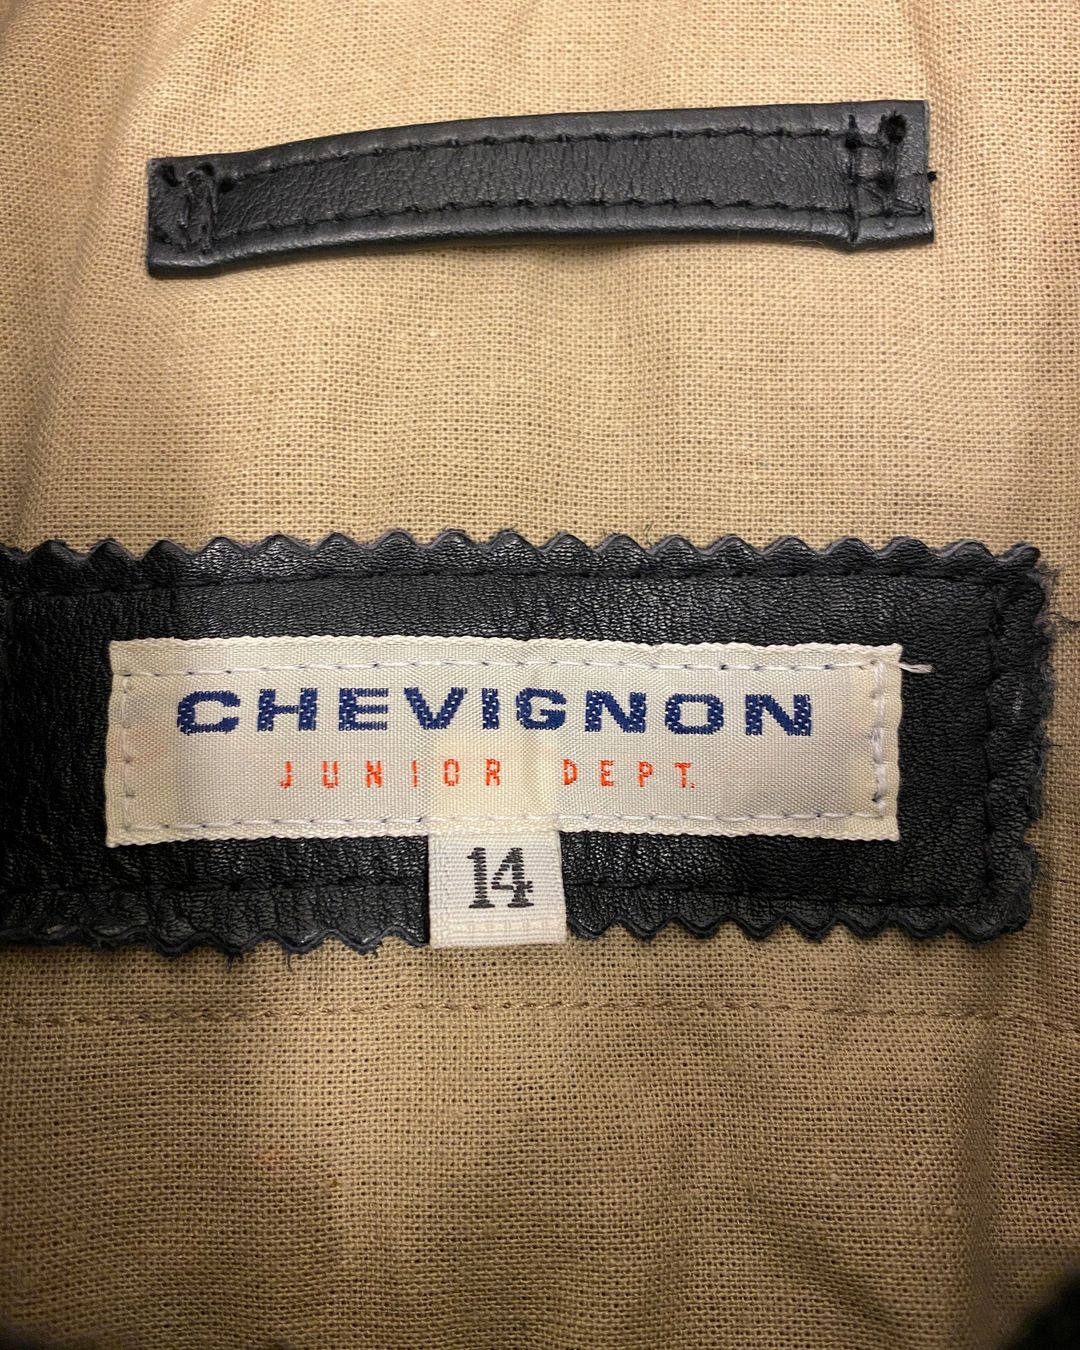 CHEVIGNON
JUNIOR DEPT.
14